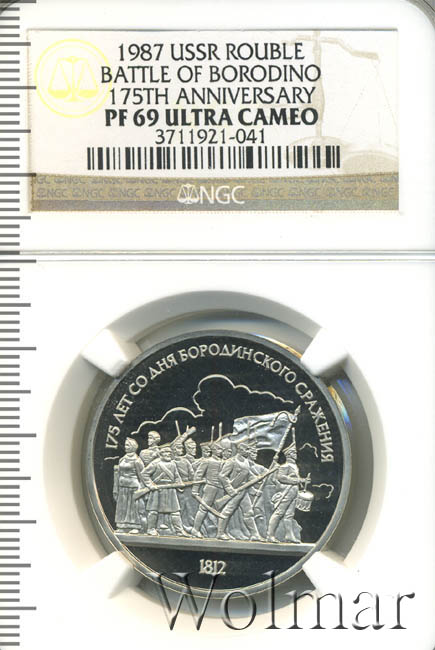 1987 USSR ROUBLE
BATTLE OF BORODINO
175TH ANNIVERSARY
PF 69 ULTRA CAMEO
3711921-041
NGC
175 ЛЕТ СО ДНЯ БОРОДИНСКОГО СРАЖЕНИЯ
1812
Wolmar